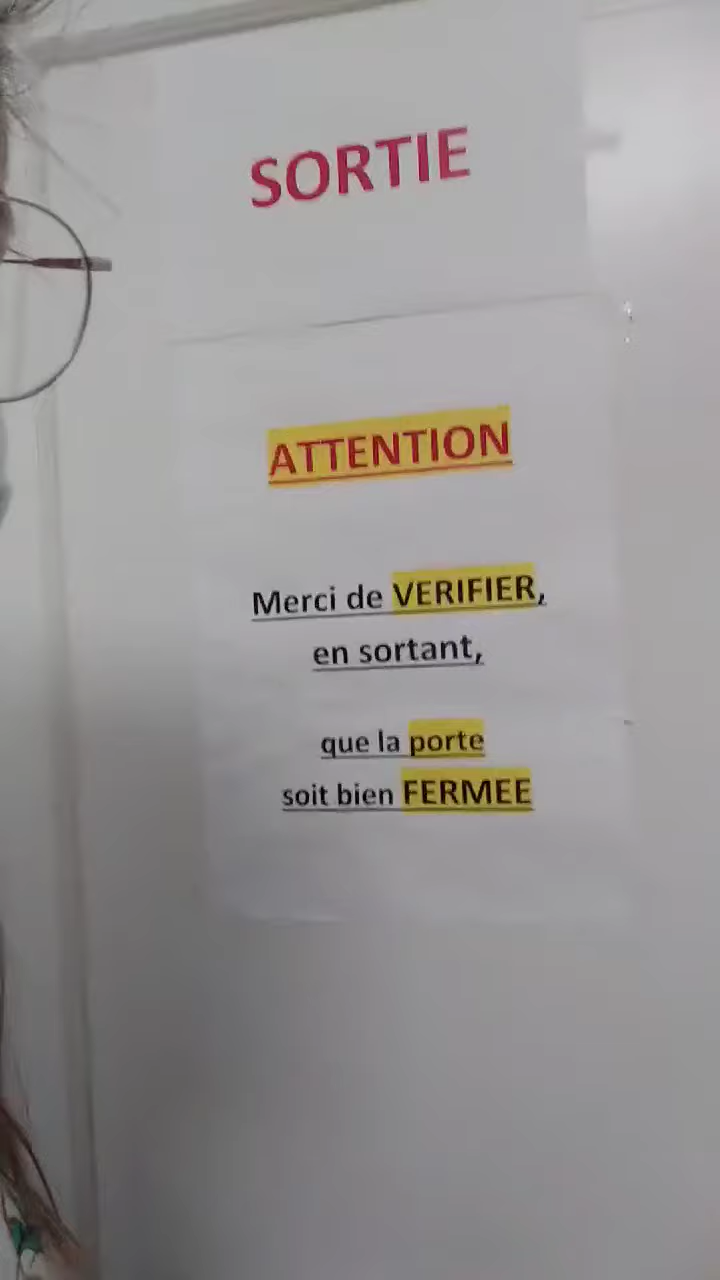 SORTIE
ATTENTION
Merci de VERIFIER,
en sortant,
que la porte
soit bien FERMEE